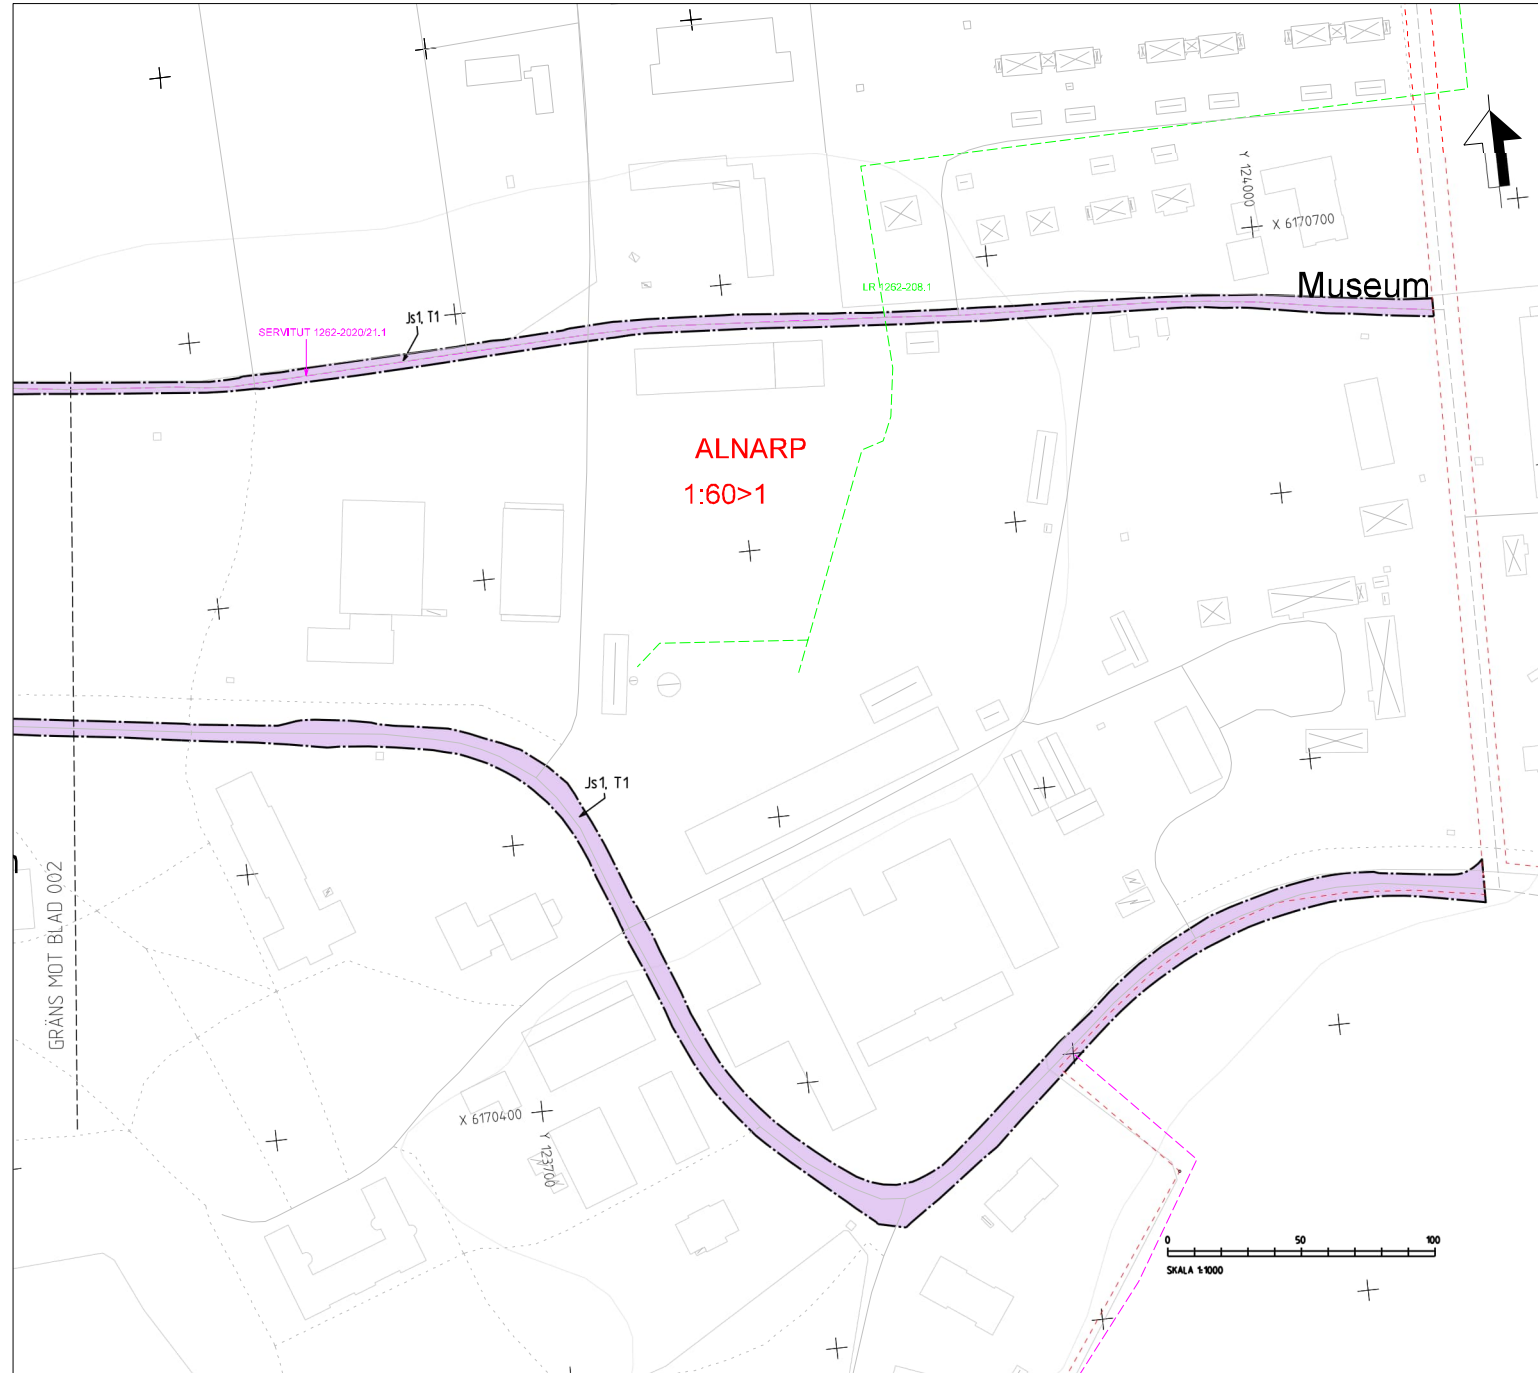 Y 124000
X 6170700
Museum
LR 1262-208.1
SERVITUT 1262-2020/21.1
Js1, T1
ALNARP
1:60>1
Js1, T1
GRÄNS MOT BLAD 002
X 6170400
Y 123700
0 50 100
SKALA 1:1000